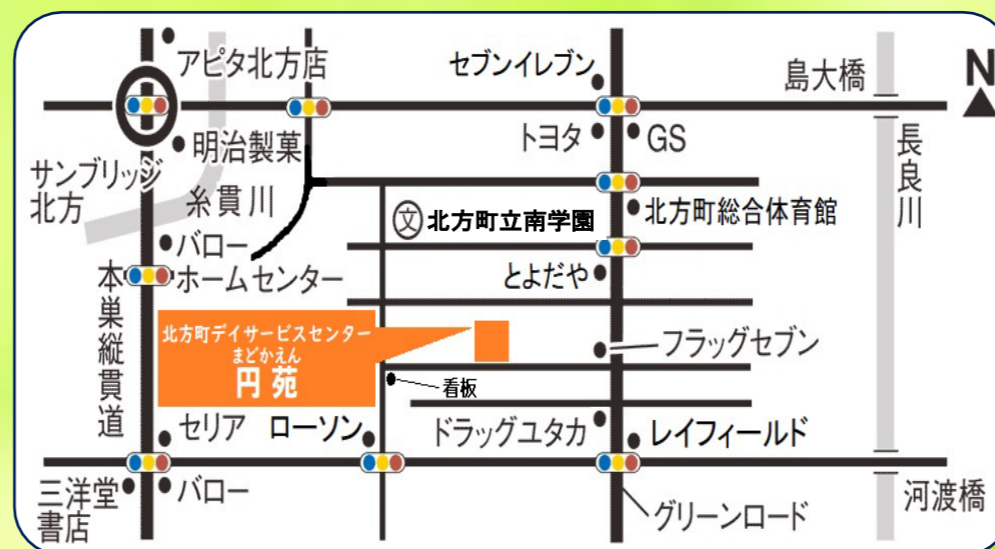 アピタ北方店
セブンイレブン
島大橋
N
トヨタ
GS
明治製菓
サンブリッジ
北方
糸貫川
長良川
文
北方町立南学園
北方町総合体育館
バロー
ホームセンター
とよだや
本巣縦貫道
北方町デイサービスセンター
まどかえん
円苑
フラッグセブン
看板
セリア
ローソン
ドラッグユタカ
レイフィールド
三洋堂
書店
バロー
グリーンロード
河渡橋